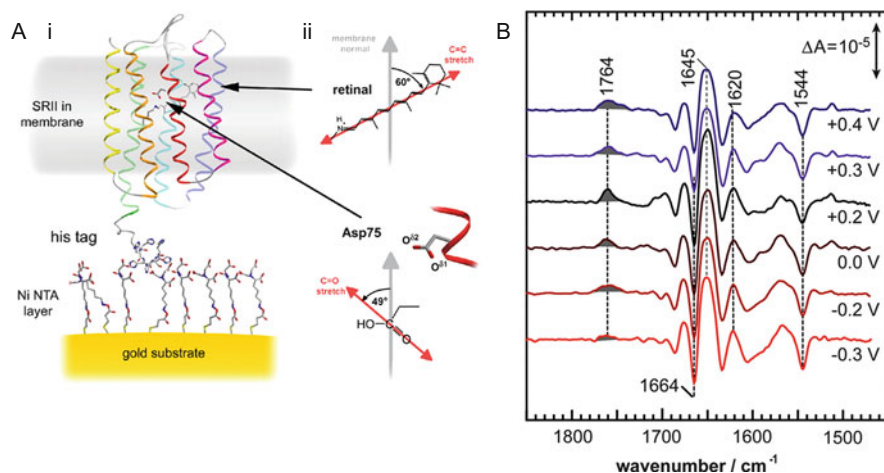 A i
SRII in
membrane
his tag
Ni NTA
layer
gold substrate
ii
membrane
normal
C=C
stretch
60°
retinal
H
N
+
Asp75
Oδ2
Oδ1
C=O
stretch
49°
HO
C
O
B
ΔA=10⁻⁵
1764
1645
1620
1544
+0.4 V
+0.3 V
+0.2 V
0.0 V
-0.2 V
-0.3 V
1664
1800 1700 1600 1500
wavenumber / cm⁻¹